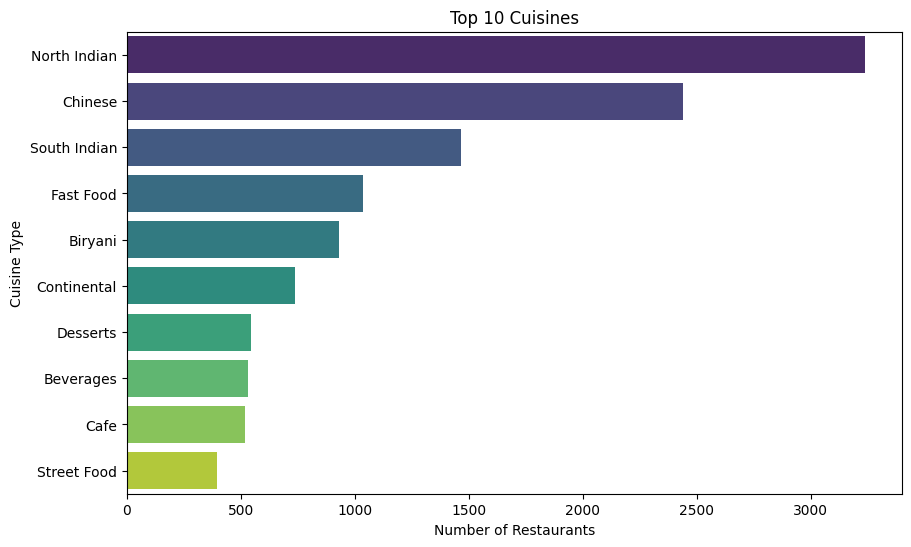 Top 10 Cuisines
North Indian
Chinese
South Indian
Fast Food
Biryani
Continental
Desserts
Beverages
Cafe
Street Food
Cuisine Type
0 500 1000 1500 2000 2500 3000
Number of Restaurants